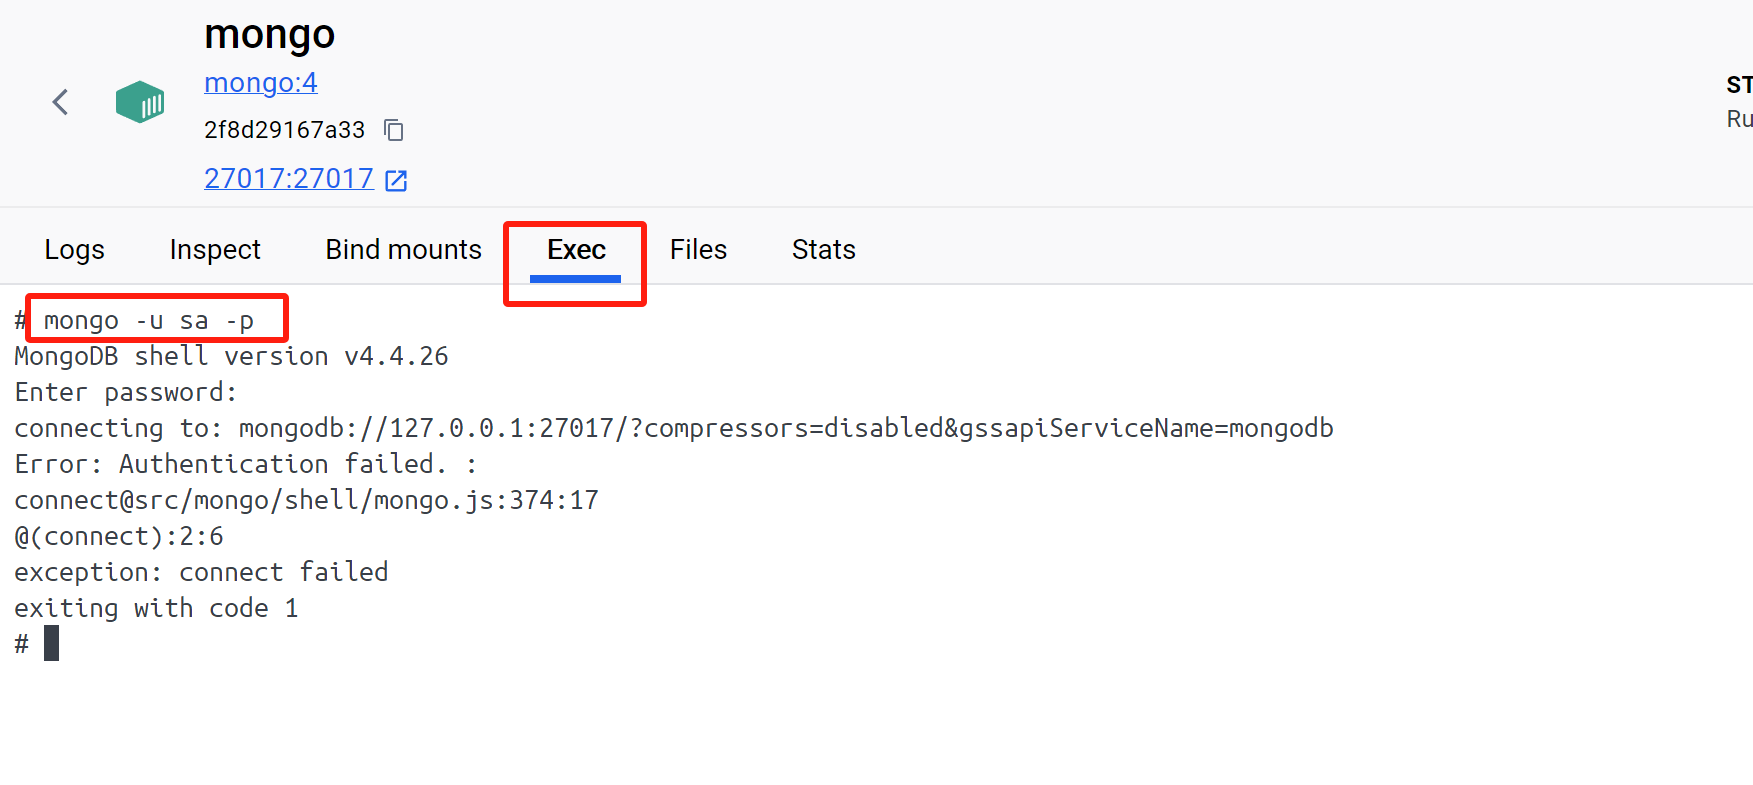 mongo
mongo:4
2f8d29167a33
27017:27017
ST
Ru
Logs Inspect Bind mounts Exec Files Stats
# mongo -u sa -p
MongoDB shell version v4.4.26
Enter password:
connecting to: mongodb://127.0.0.1:27017/?compressors=disabled&gssapiServiceName=mongodb
Error: Authentication failed. :
connect@src/mongo/shell/mongo.js:374:17
@(connect):2:6
exception: connect failed
exiting with code 1
#